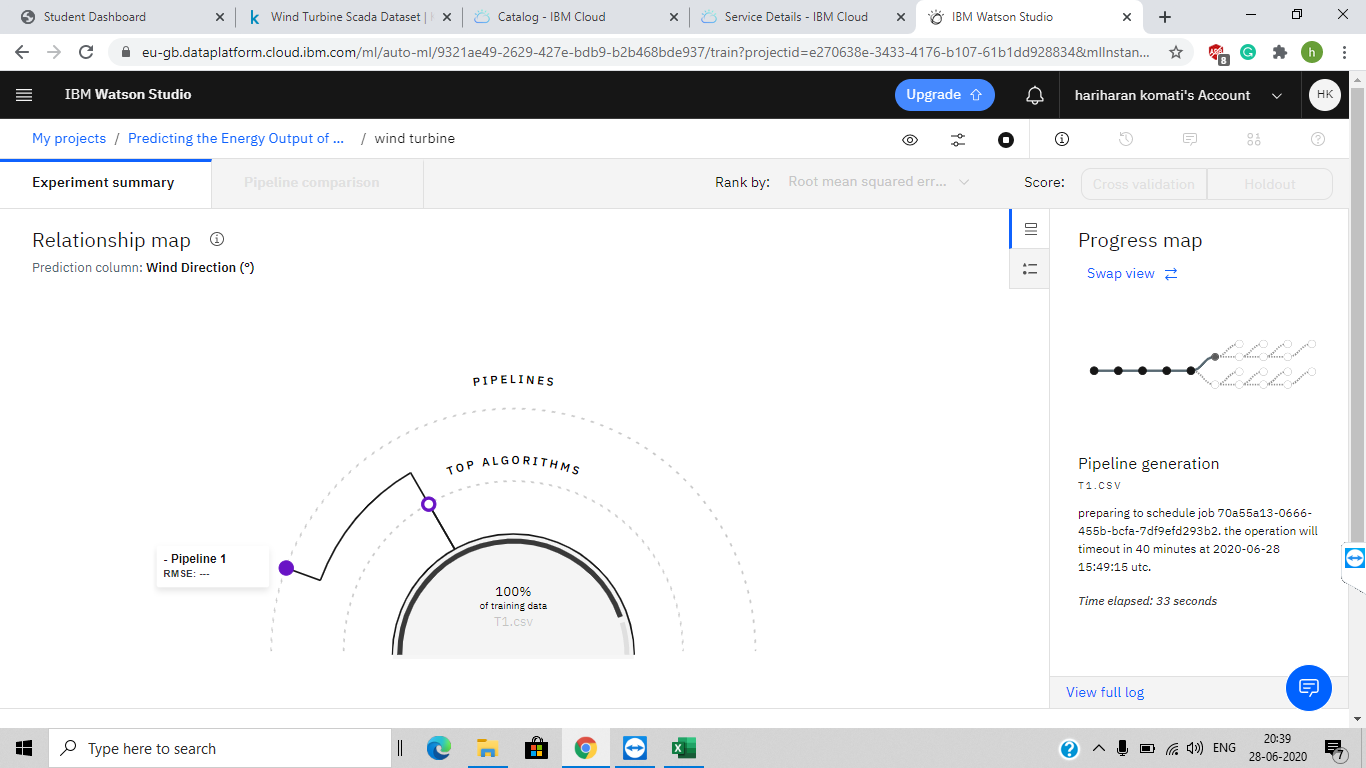 Student Dashboard
Wind Turbine Scada Dataset |
Catalog - IBM Cloud
Service Details - IBM Cloud
IBM Watson Studio
eu-gb.dataplatform.cloud.ibm.com/ml/auto-ml/9321ae49-2629-427e-bdb9-b2b468bde937/train?projectid=e270638e-3433-4176-b107-61b1dd928834&mlInstan...
8
h
IBM Watson Studio
Upgrade
hariharan komati's Account
HK
My projects / Predicting the Energy Output of ... / wind turbine
Experiment summary
Pipeline comparison
Rank by: Root mean squared err...
Score: Cross validation Holdout
Relationship map
Prediction column: Wind Direction (°)
PIPELINES
TOP ALGORITHMS
- Pipeline 1
RMSE: ---
100%
of training data
T1.csv
Progress map
Swap view
Pipeline generation
T1.CSV
preparing to schedule job 70a55a13-0666-
455b-bcfa-7df9efd293b2. the operation will
timeout in 40 minutes at 2020-06-28
15:49:15 utc.
Time elapsed: 33 seconds
View full log
Type here to search
ENG
20:39
28-06-2020
7